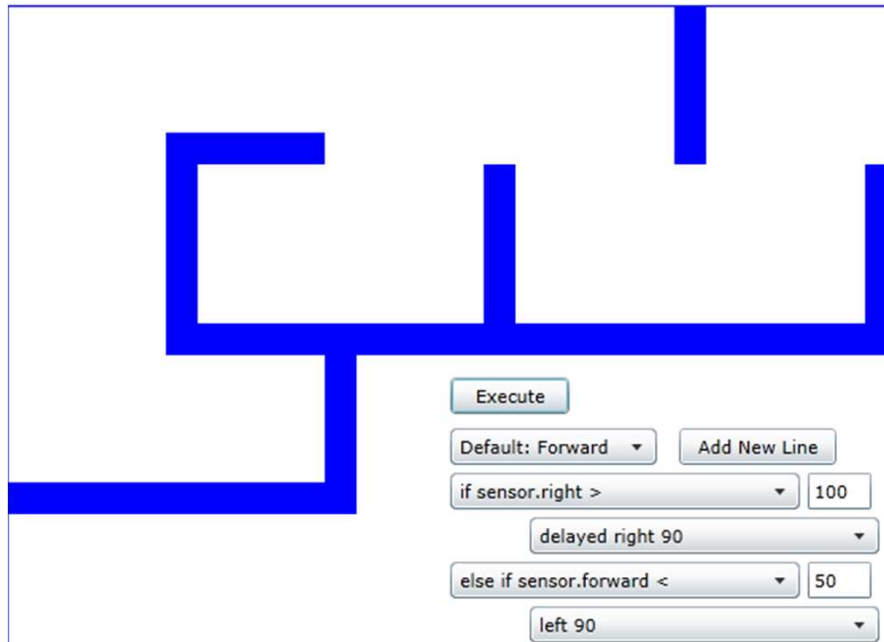 Execute
Default: Forward Add New Line
if sensor.right > 100
delayed right 90
else if sensor.forward < 50
left 90